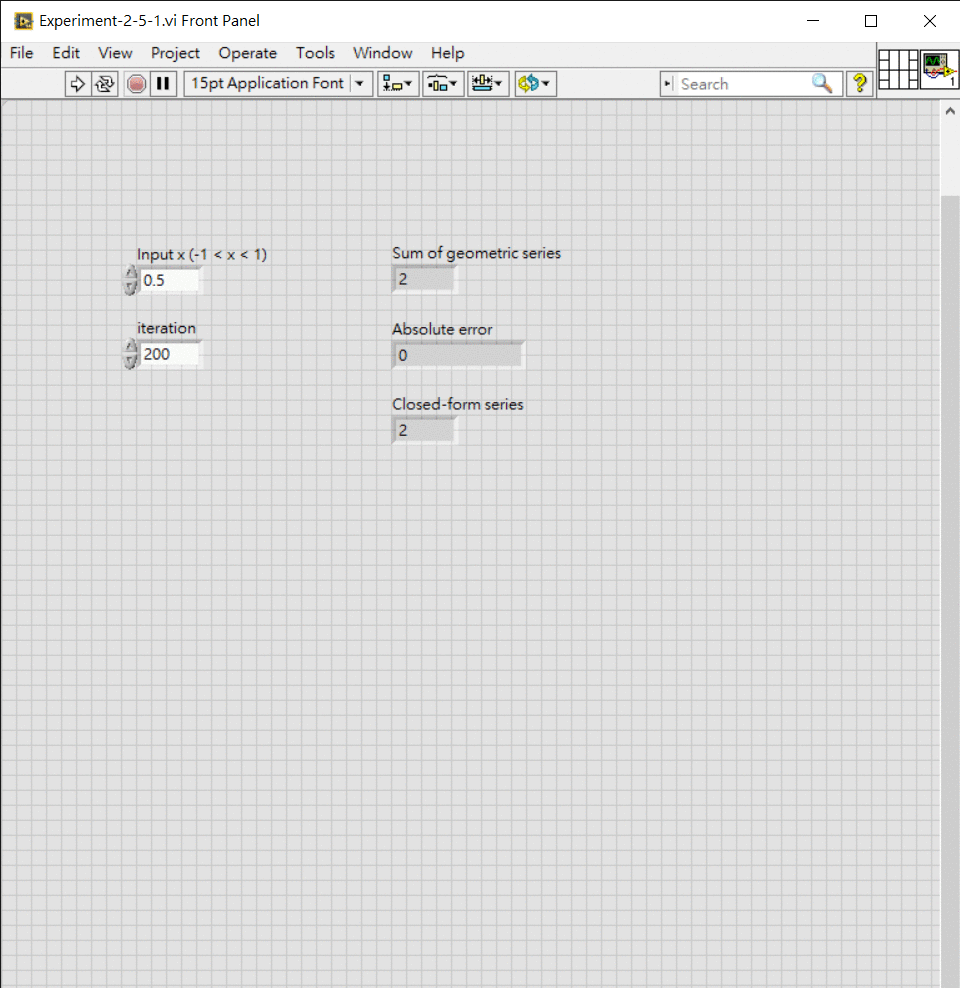 Experiment-2-5-1.vi Front Panel
File Edit View Project Operate Tools Window Help
15pt Application Font Search ? 1
Input x (-1 < x < 1)
0.5
iteration
200
Sum of geometric series
2
Absolute error
0
Closed-form series
2